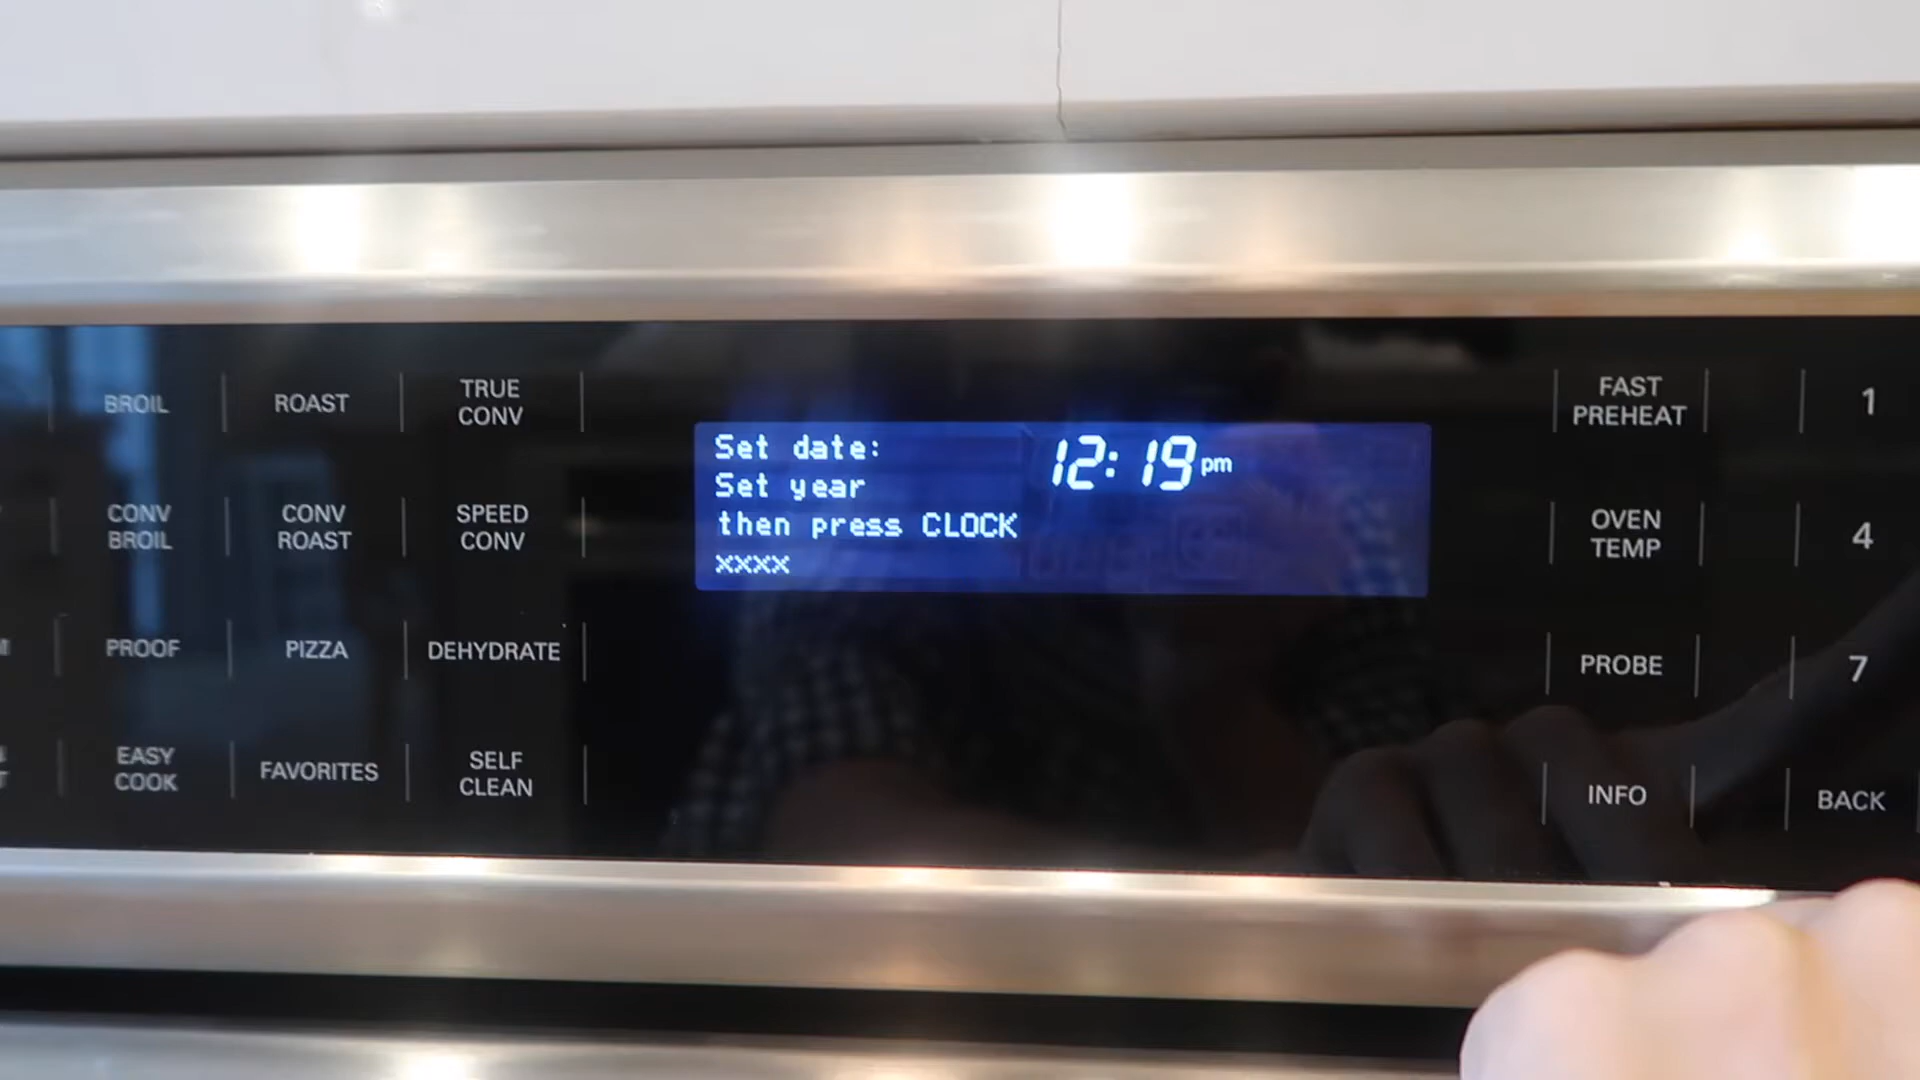 BROIL
ROAST
TRUE
CONV
CONV
BROIL
CONV
ROAST
SPEED
CONV
PROOF
PIZZA
DEHYDRATE
EASY
COOK
FAVORITES
SELF
CLEAN
Set date:
Set year
then press CLOCK
xxxx
12:19 pm
FAST
PREHEAT
1
OVEN
TEMP
4
PROBE
7
INFO
BACK